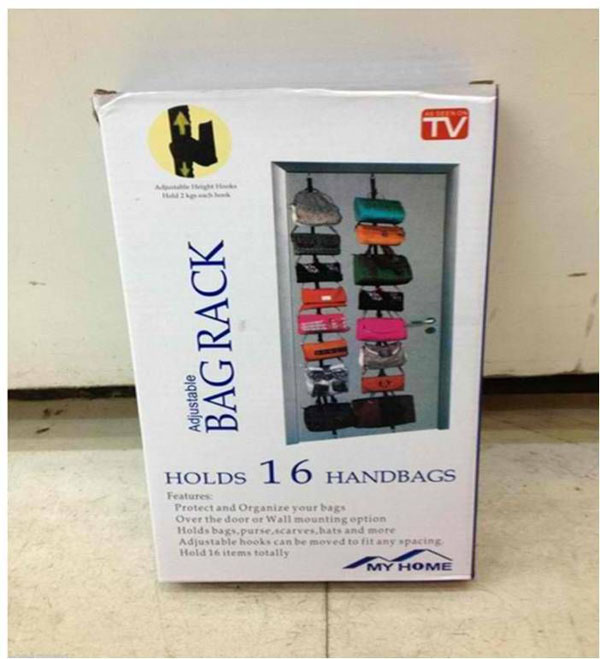 AS SEEN ON
TV
Adjustable Height Hooks
Hold 2 kgs each hook
Adjustable
BAG RACK
HOLDS 16 HANDBAGS
Features:
Protect and Organize your bags
Over the door or Wall mounting option
Holds bags,purse,scarves,hats and more
Adjustable hooks can be moved to fit any spacing.
Hold 16 items totally
MY HOME